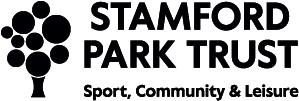 STAMFORD
PARK TRUST
Sport, Community & Leisure